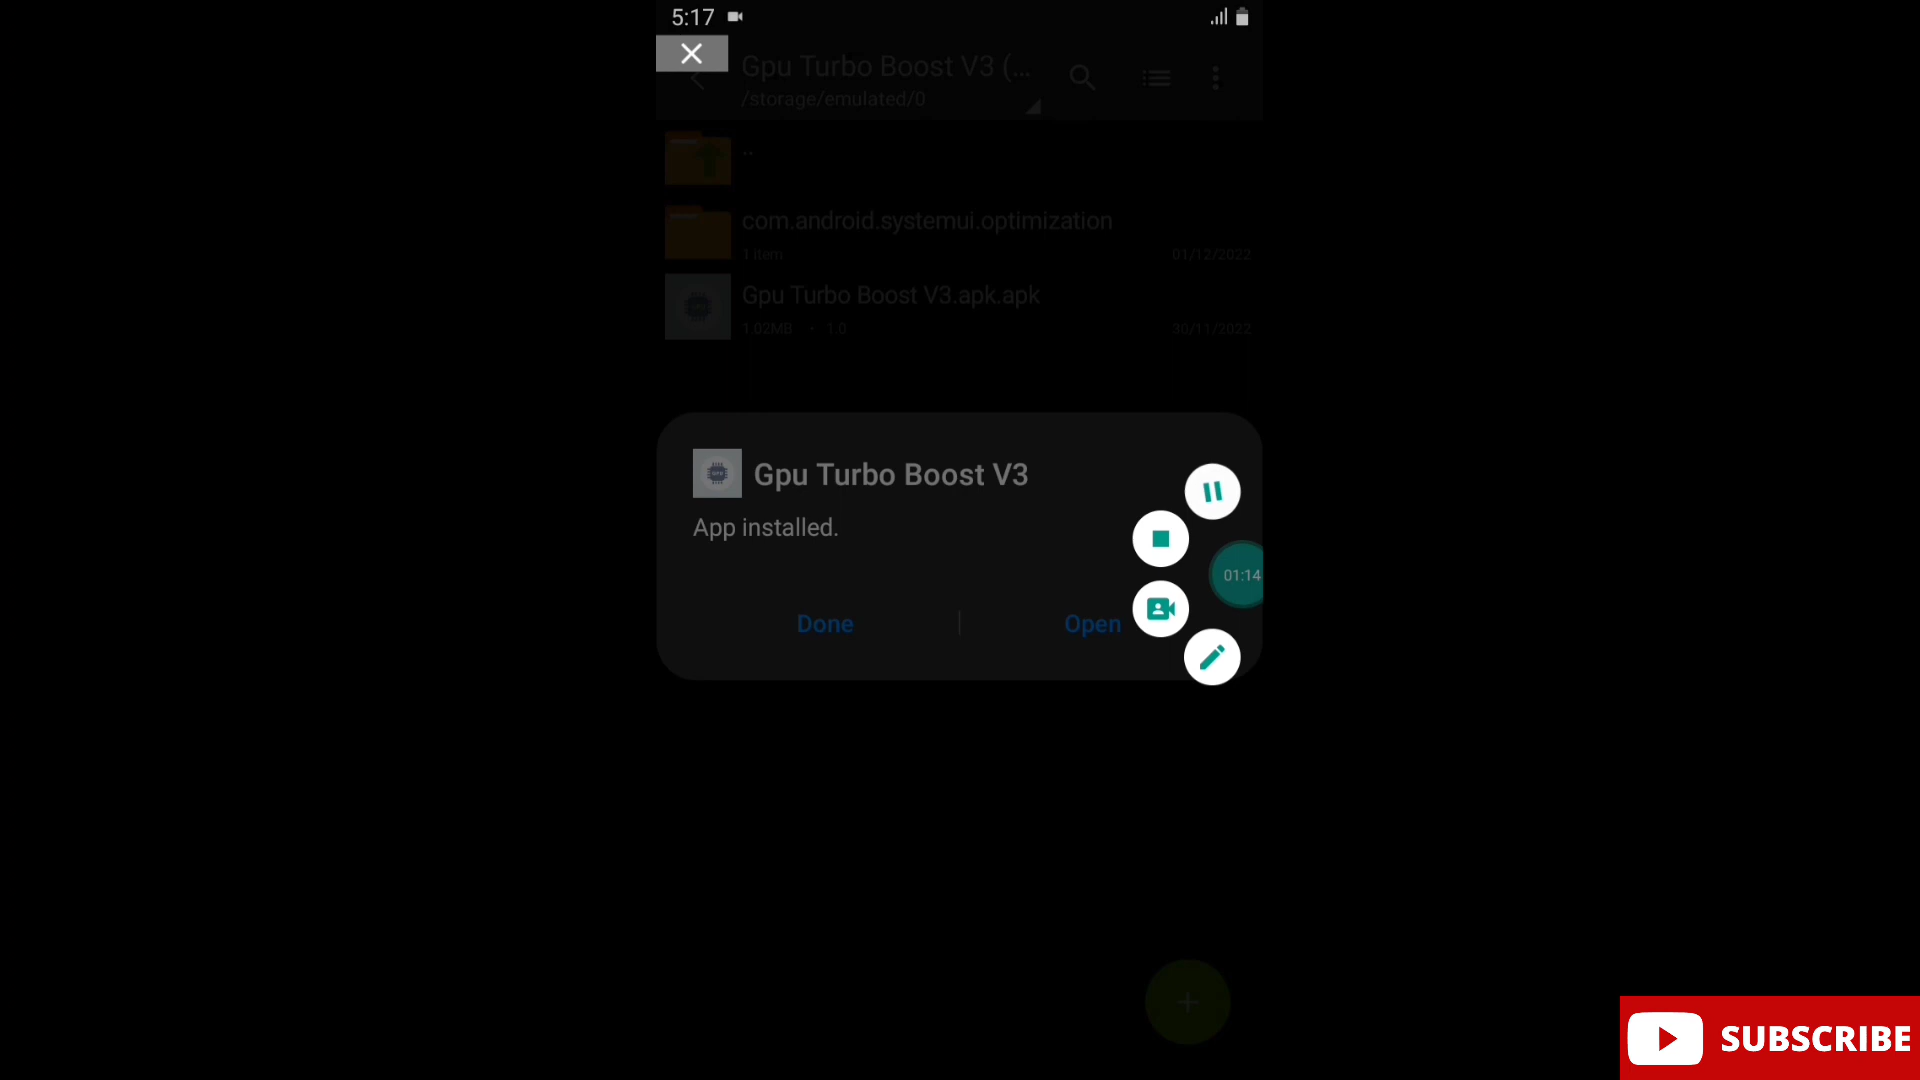 5:17
Gpu Turbo Boost V3 (...
/storage/emulated/0
..
com.android.systemui.optimization
1 item
01/12/2022
Gpu Turbo Boost V3.apk.apk
1.02MB • 1.0
30/11/2022
Gpu Turbo Boost V3
App installed.
01:14
Done
Open
SUBSCRIBE